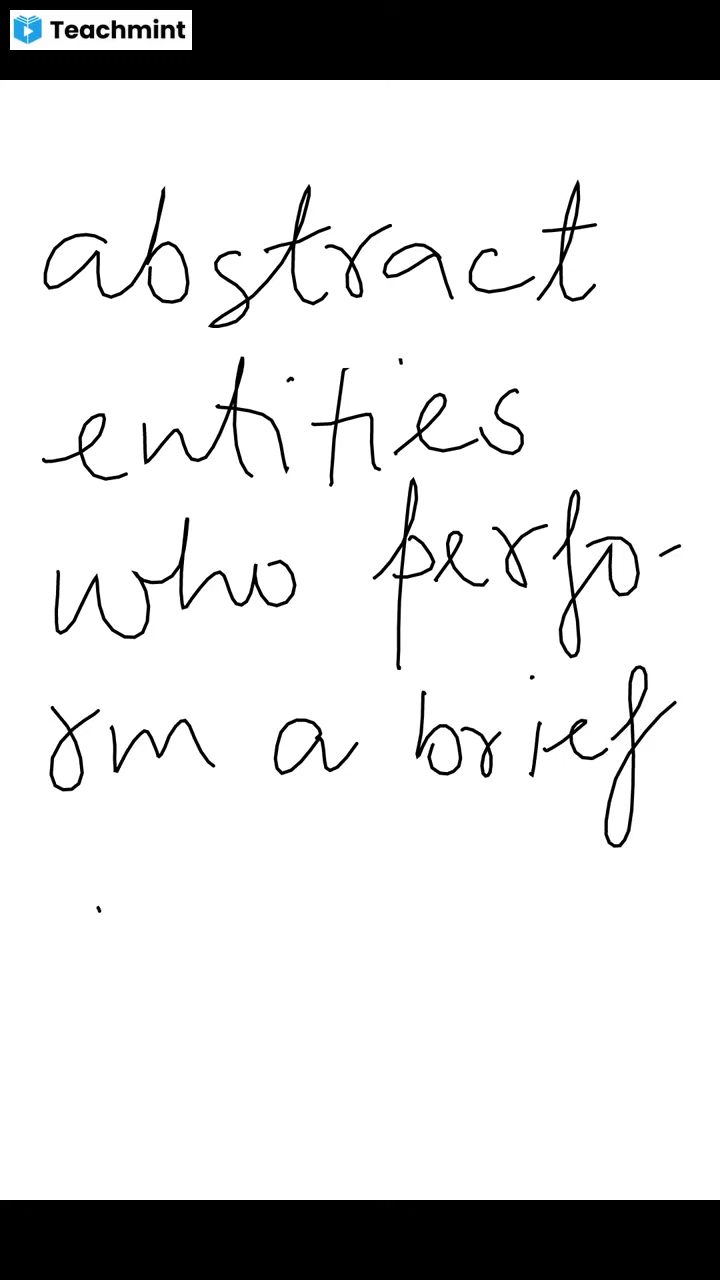 Teachmint
abstract
entities
who perfo-
rm a brief
.